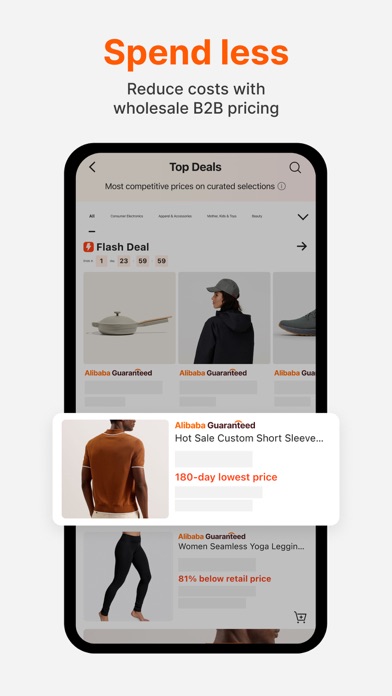 Spend less
Reduce costs with
wholesale B2B pricing
Top Deals
Most competitive prices on curated selections
All Consumer Electronics Apparel & Accessories Mother, Kids & Toys Beauty
Flash Deal
1 23 59 59
Alibaba Guaranteed Alibaba Guaranteed Alibaba Guaranteed
Alibaba Guaranteed
Hot Sale Custom Short Sleeve...
180-day lowest price
Alibaba Guaranteed
Women Seamless Yoga Leggin...
81% below retail price